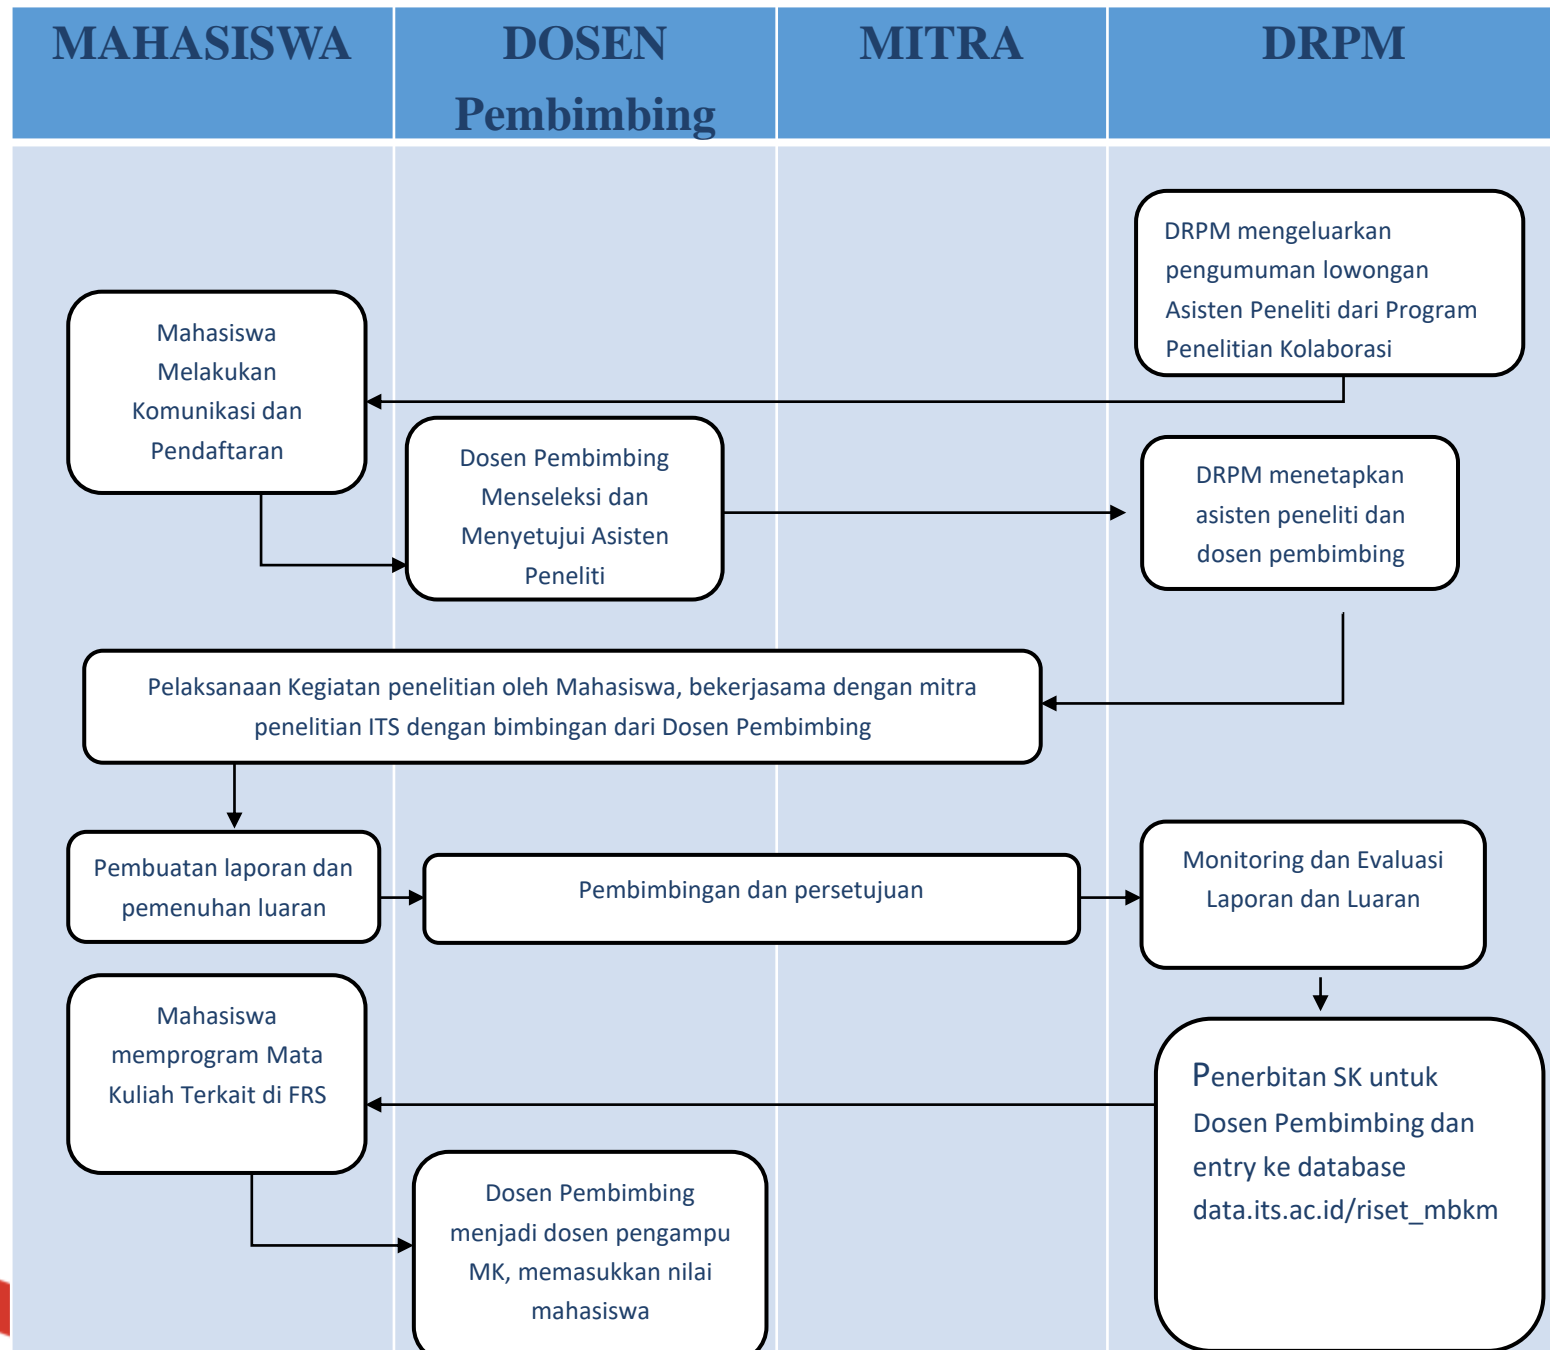 MAHASISWA
DOSEN
Pembimbing
MITRA
DRPM
DRPM mengeluarkan
pengumuman lowongan
Asisten Peneliti dari Program
Penelitian Kolaborasi
Mahasiswa
Melakukan
Komunikasi dan
Pendaftaran
Dosen Pembimbing
Menseleksi dan
Menyetujui Asisten
Peneliti
DRPM menetapkan
asisten peneliti dan
dosen pembimbing
Pelaksanaan Kegiatan penelitian oleh Mahasiswa, bekerjasama dengan mitra
penelitian ITS dengan bimbingan dari Dosen Pembimbing
Pembuatan laporan dan
pemenuhan luaran
Pembimbingan dan persetujuan
Monitoring dan Evaluasi
Laporan dan Luaran
Penerbitan SK untuk
Dosen Pembimbing dan
entry ke database
data.its.ac.id/riset_mbkm
Mahasiswa
memprogram Mata
Kuliah Terkait di FRS
Dosen Pembimbing
menjadi dosen pengampu
MK, memasukkan nilai
mahasiswa